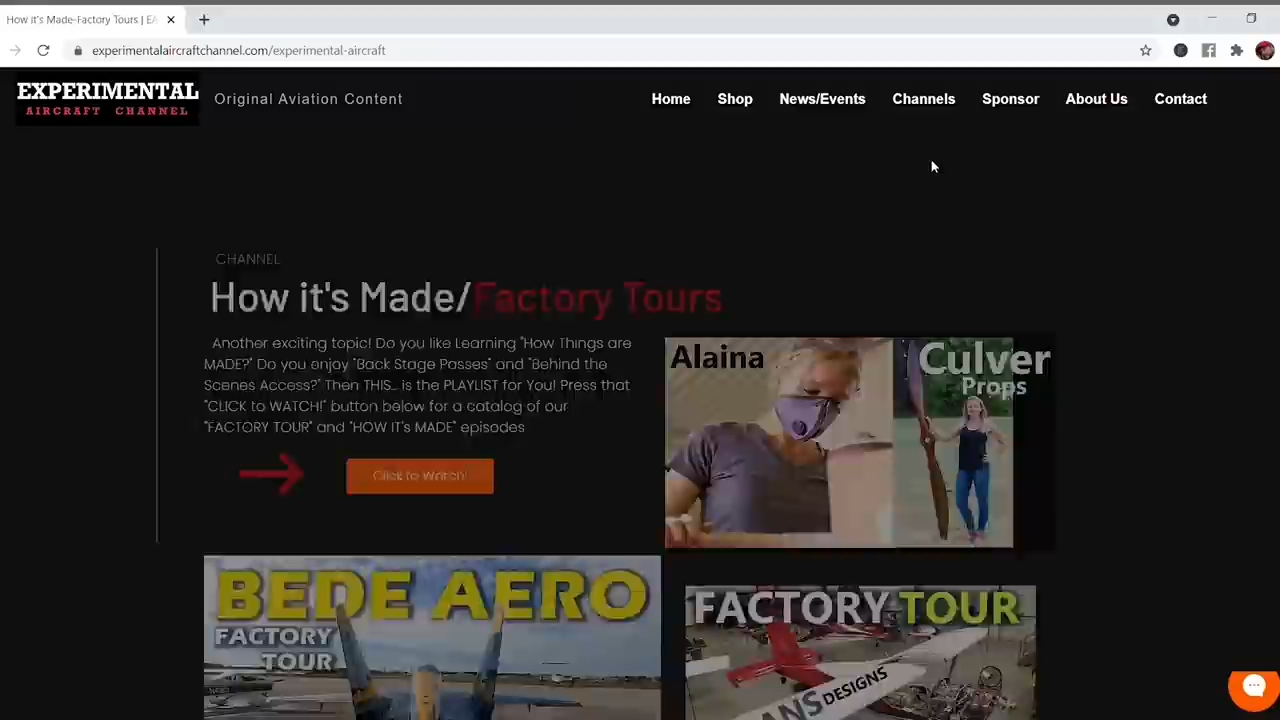 How it's Made-Factory Tours | EA
experimentalaircraftchannel.com/experimental-aircraft
EXPERIMENTAL
AIRCRAFT CHANNEL
Original Aviation Content
Home
Shop
News/Events
Channels
Sponsor
About Us
Contact
CHANNEL
How it's Made/Factory Tours
Another exciting topic! Do you like Learning "How Things are
MADE?" Do you enjoy "Back Stage Passes" and "Behind the
Scenes Access?" Then THIS... is the PLAYLIST for You! Press that
"CLICK to WATCH!" button below for a catalog of our
"FACTORY TOUR" and "HOW IT's MADE" episodes
Click to Watch!
Alaina
Culver
Props
BEDE AERO
FACTORY
TOUR
FACTORY TOUR
ANS DESIGNS